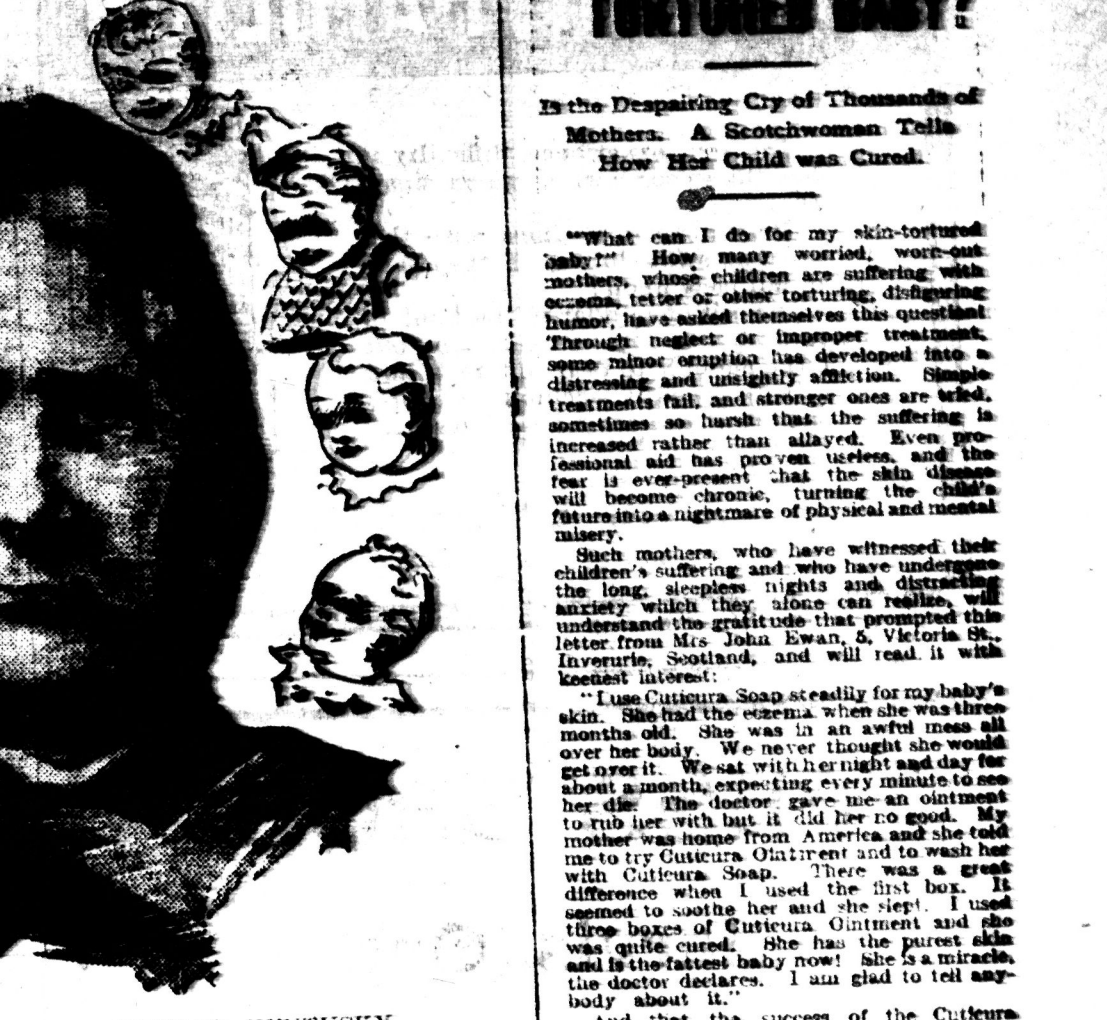 TORTURED BABY?
Is the Despairing Cry of Thousands of
Mothers. A Scotchwoman Tells
How Her Child was Cured.
"What can I do for my skin-tortured
baby?" How many worried, worn-out
mothers, whose children are suffering with
eczema, tetter or other torturing, disfiguring
humor, have asked themselves this question!
Through neglect or improper treatment,
some minor eruption has developed into a
distressing and unsightly affliction. Simple
treatments fail, and stronger ones are tried,
sometimes so harsh that the suffering is
increased rather than allayed. Even pro-
fessional aid has proven useless, and the
fear is ever-present that the skin disease
will become chronic, turning the child's
future into a nightmare of physical and mental
misery.
Such mothers, who have witnessed their
children's suffering and who have undergone
the long, sleepless nights and distracting
anxiety which they alone can realize, will
understand the gratitude that prompted this
letter from Mrs John Ewan, 5, Victoria St.,
Inverurie, Scotland, and will read it with
keenest interest:
"I use Cuticura Soap steadily for my baby's
skin. She had the eczema when she was three
months old. She was in an awful mess all
over her body. We never thought she would
get over it. We sat with her night and day for
about a month, expecting every minute to see
her die. The doctor gave me an ointment
to rub her with but it did her no good. My
mother was home from America and she told
me to try Cuticura Ointment and to wash her
with Cuticura Soap. There was a great
difference when I used the first box. It
seemed to soothe her and she slept. I used
three boxes of Cuticura Ointment and she
was quite cured. She has the purest skin
and is the fattest baby now! She is a miracle,
the doctor declares. I am glad to tell any-
body about it."
And that the success of the Cuticura